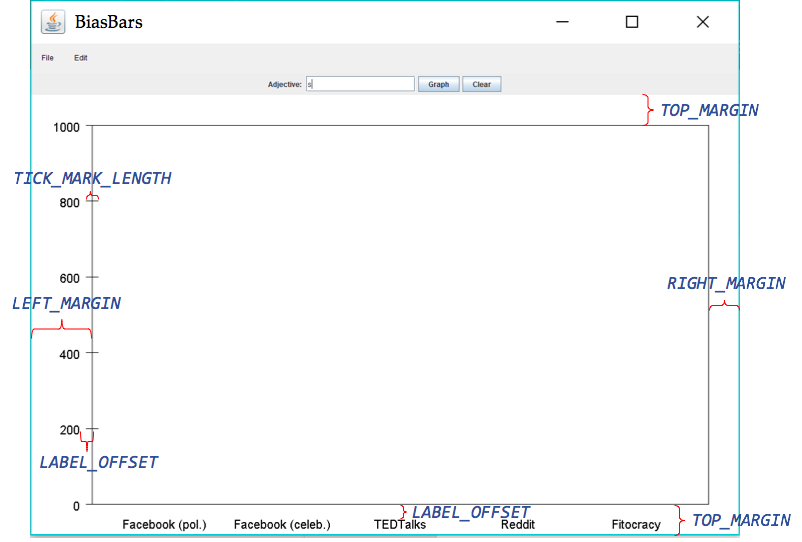 BiasBars
File Edit
Adjective: s Graph Clear
TOP_MARGIN
1000
TICK_MARK_LENGTH
800
600
RIGHT_MARGIN
LEFT_MARGIN
400
200
LABEL_OFFSET
0
LABEL_OFFSET
TOP_MARGIN
Facebook (pol.) Facebook (celeb.) TEDTalks Reddit Fitocracy